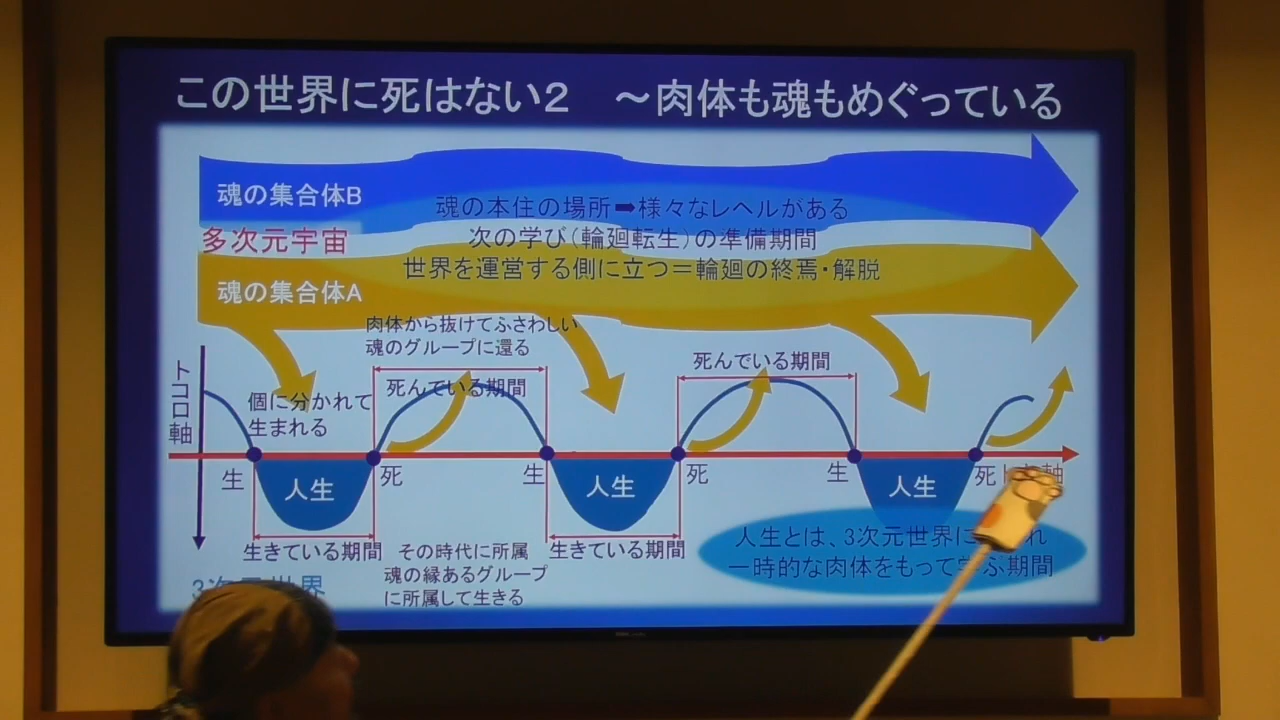 この世界に死はない２　～肉体も魂もめぐっている
魂の集合体B
魂の本住の場所➡様々なレベルがある
多次元宇宙
次の学び（輪廻転生）の準備期間
世界を運営する側に立つ＝輪廻の終焉・解脱
魂の集合体A
肉体から抜けてふさわしい
魂のグループに還る
死んでいる期間
死んでいる期間
トコロ軸
個に分かれて
生まれる
生
死
生
死
生
死
軸
人生
人生
人生
生きている期間
生きている期間
その時代に所属
魂の縁あるグループ
に所属して生きる
人生とは、3次元世界に
一時的な肉体をもって学ぶ期間
3次元世界